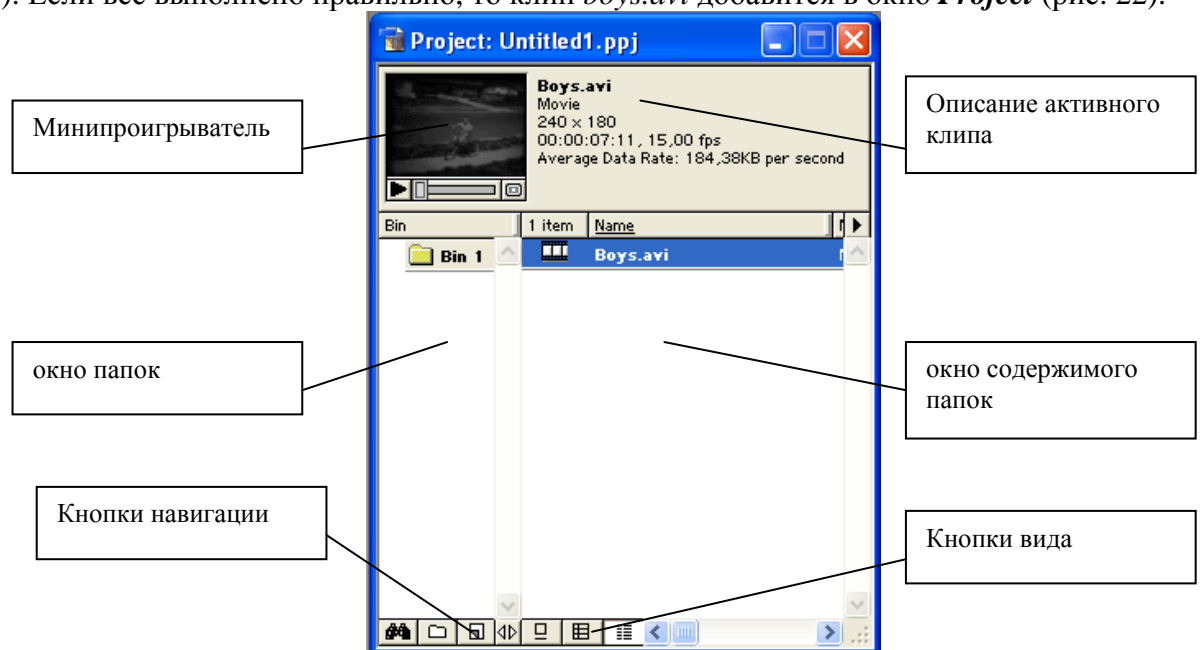 ). Если все выполнено правильно, то клип boys.avi добавится в окно Project (рис. 22).
Project: Untitled1.ppj
Минипроигрыватель
Boys.avi
Movie
240 × 180
00:00:07:11, 15,00 fps
Average Data Rate: 184,38KB per second
Описание активного
клипа
Bin
1 item
Name
Bin 1
Boys.avi
окно папок
окно содержимого
папок
Кнопки навигации
Кнопки вида